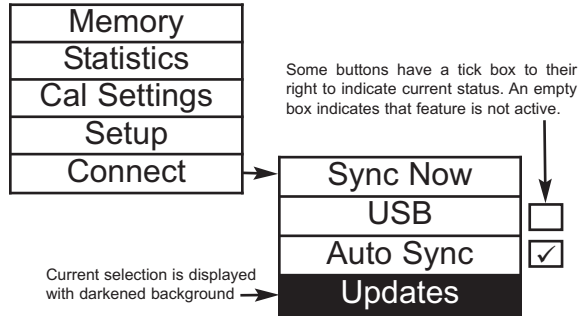 Memory
Statistics
Cal Settings
Setup
Connect
Some buttons have a tick box to their
right to indicate current status. An empty
box indicates that feature is not active.
Sync Now
USB
Auto Sync ✓
Current selection is displayed
with darkened background
Updates